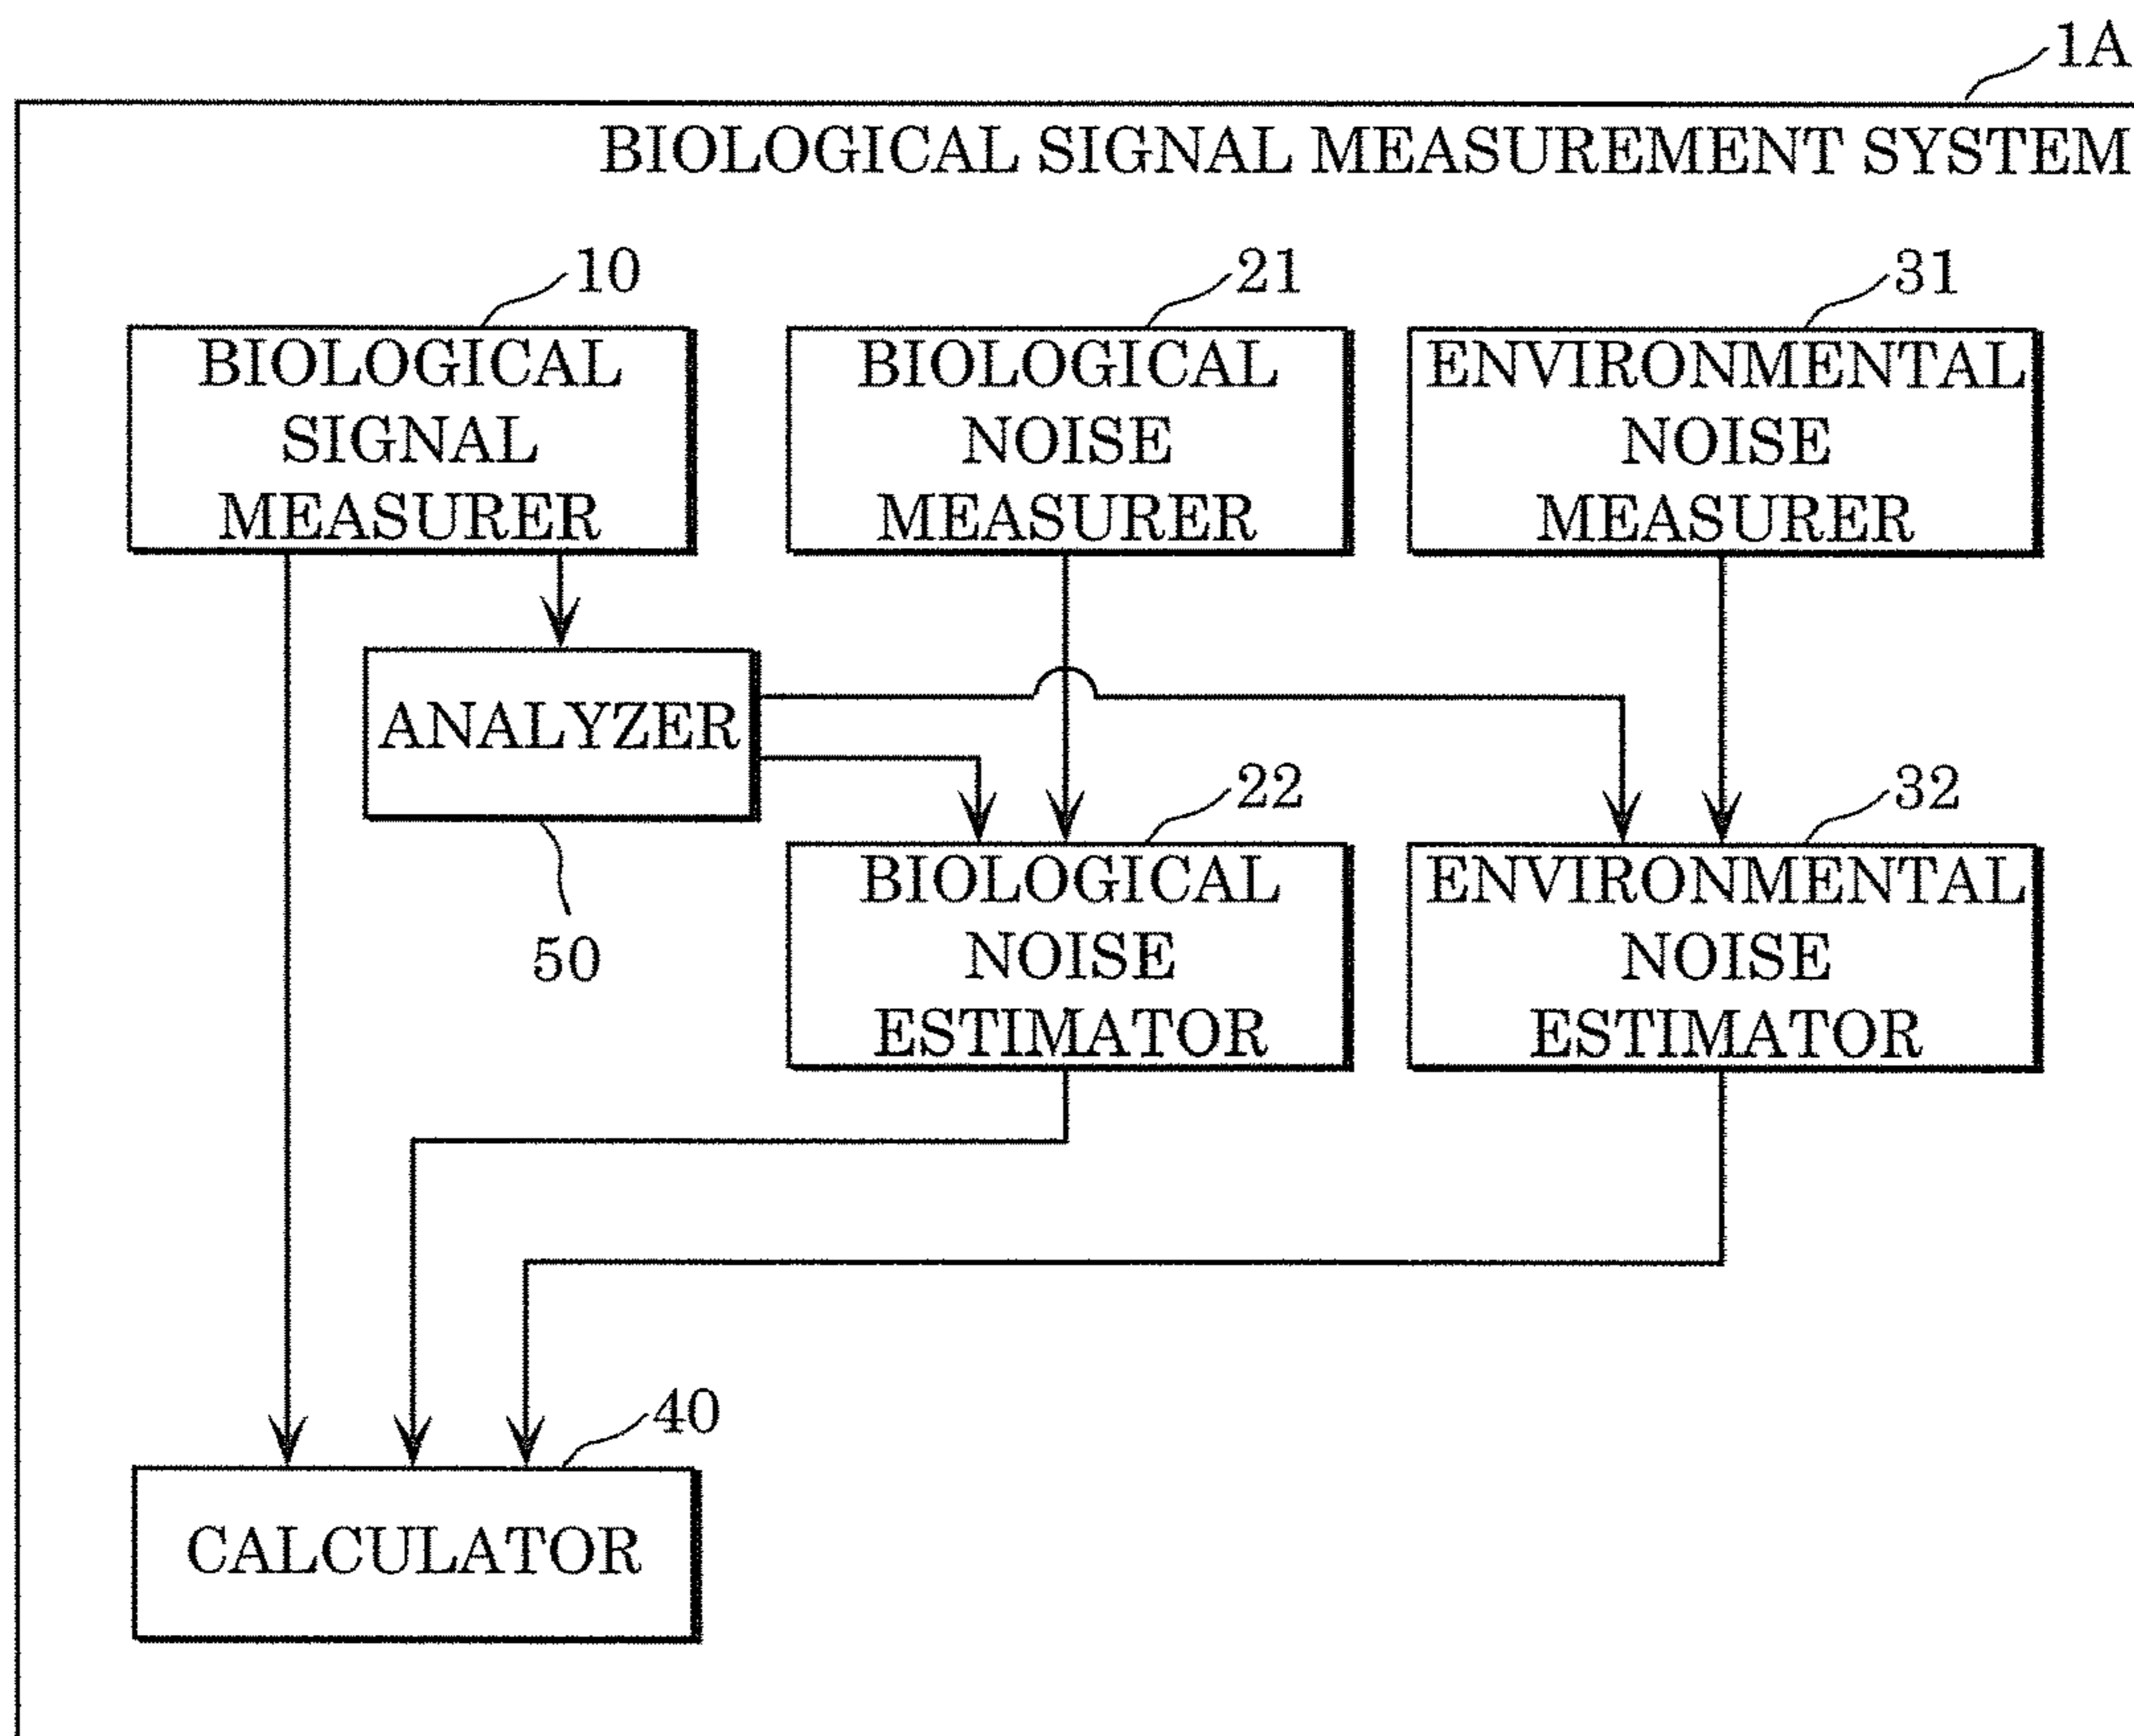 1A
BIOLOGICAL SIGNAL MEASUREMENT SYSTEM
10
21
31
BIOLOGICAL
SIGNAL
MEASURER
BIOLOGICAL
NOISE
MEASURER
ENVIRONMENTAL
NOISE
MEASURER
ANALYZER
50
22
32
BIOLOGICAL
NOISE
ESTIMATOR
ENVIRONMENTAL
NOISE
ESTIMATOR
40
CALCULATOR